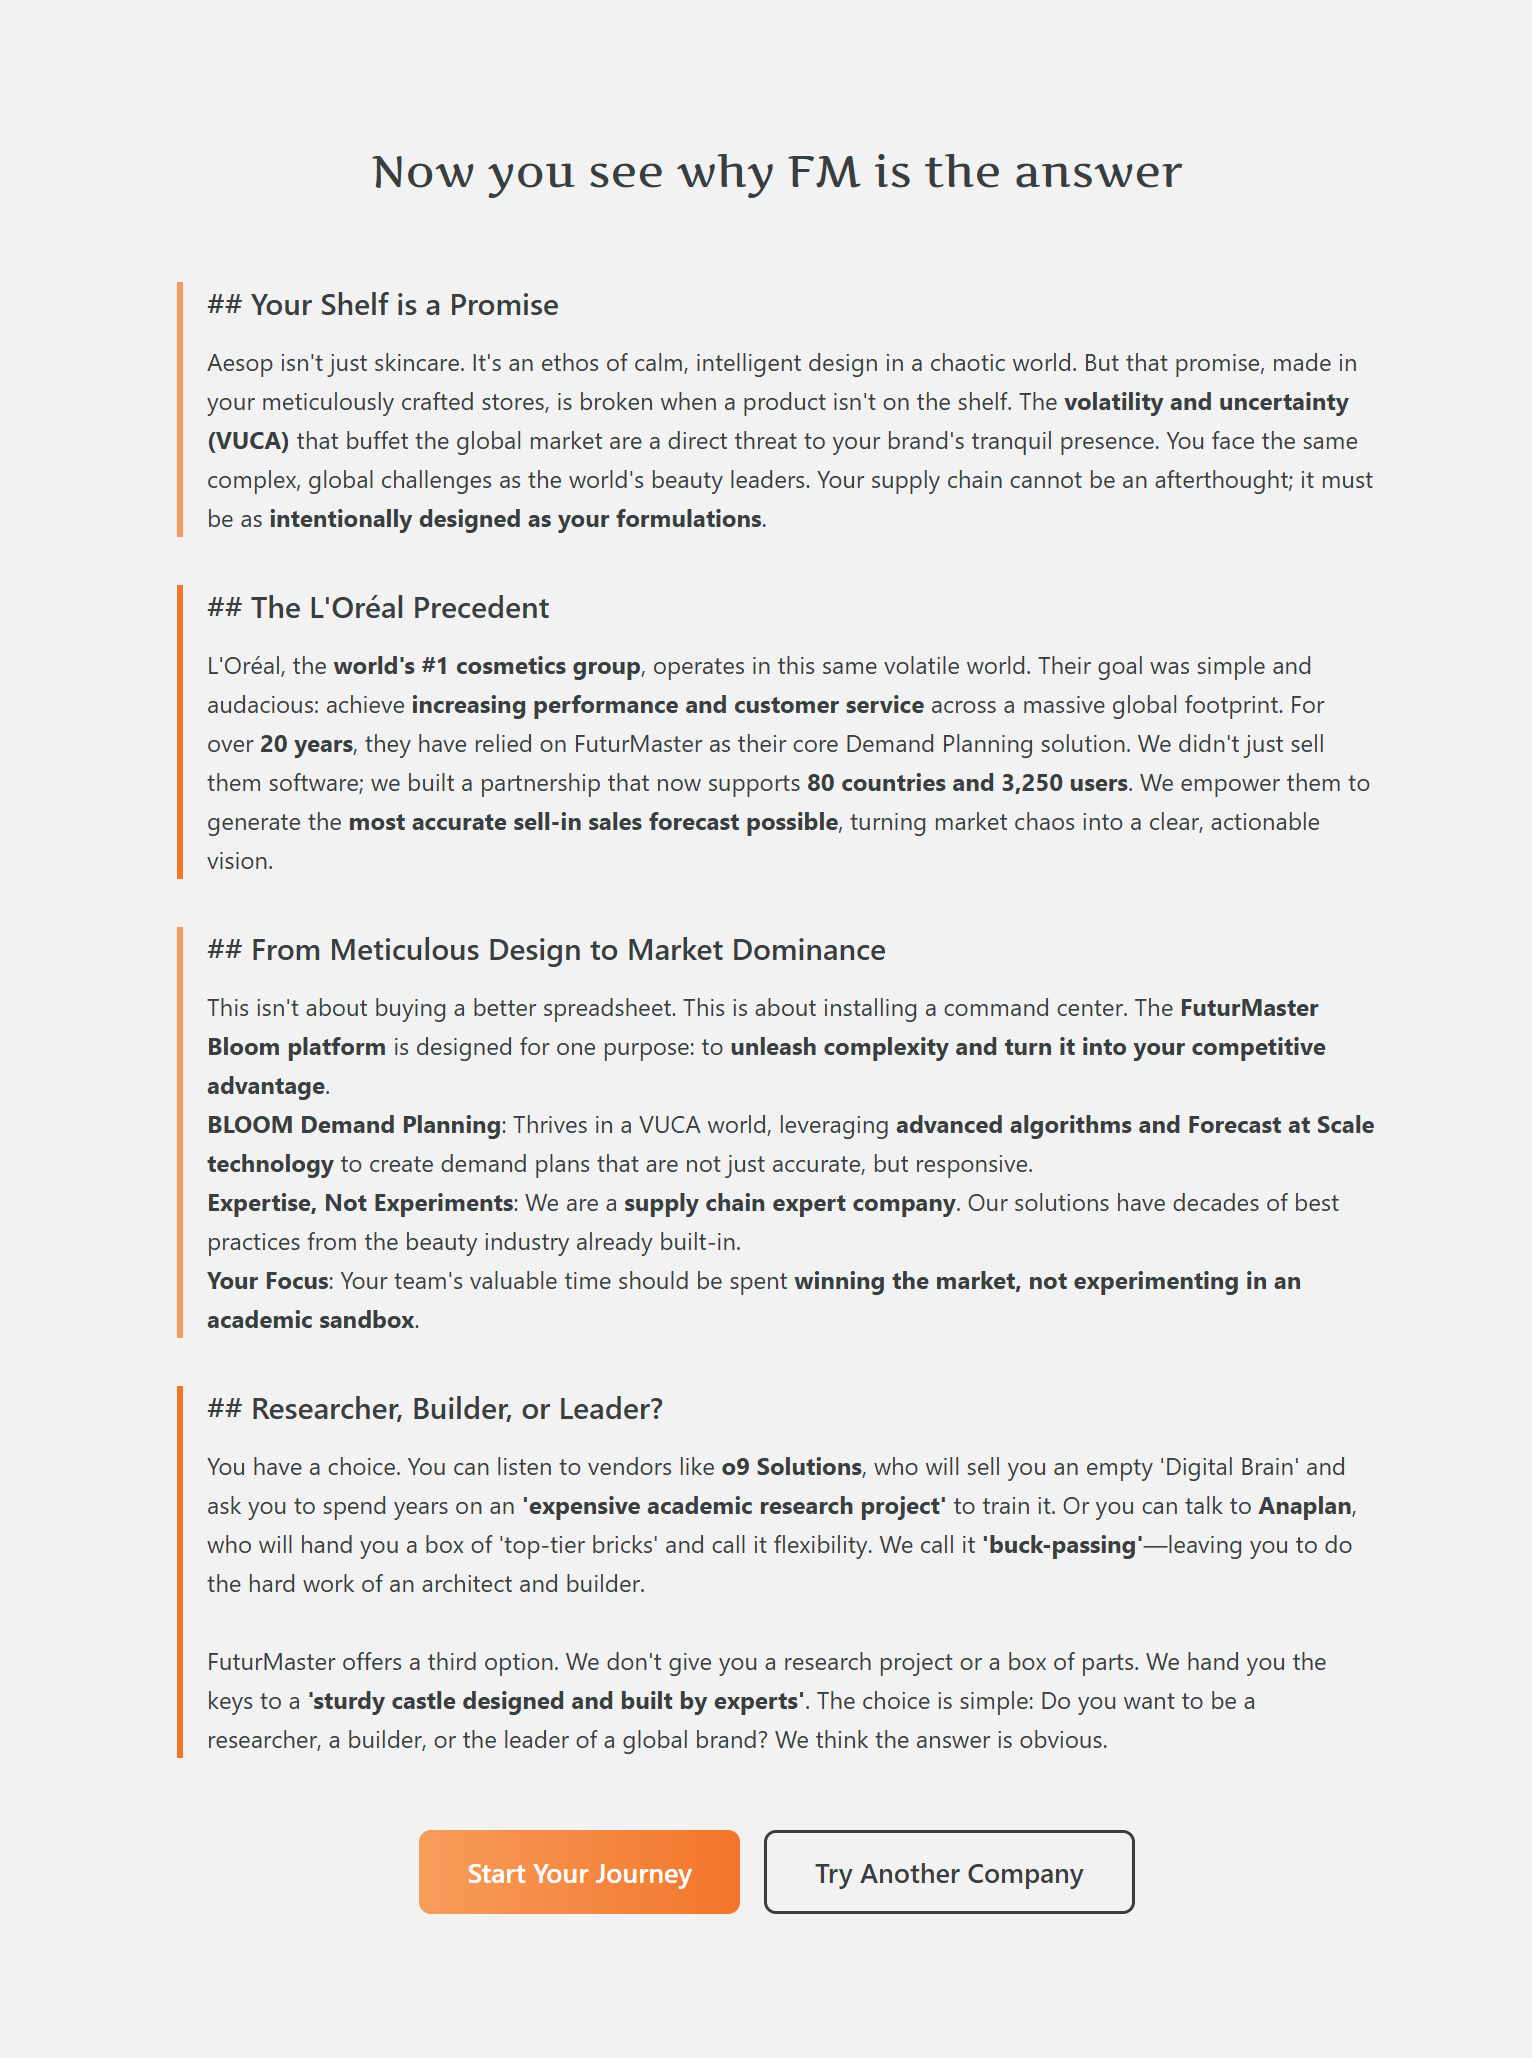 Now you see why FM is the answer
## Your Shelf is a Promise
Aesop isn't just skincare. It's an ethos of calm, intelligent design in a chaotic world. But that promise, made in
your meticulously crafted stores, is broken when a product isn't on the shelf. The volatility and uncertainty
(VUCA) that buffet the global market are a direct threat to your brand's tranquil presence. You face the same
complex, global challenges as the world's beauty leaders. Your supply chain cannot be an afterthought; it must
be as intentionally designed as your formulations.
## The L'Oréal Precedent
L'Oréal, the world's #1 cosmetics group, operates in this same volatile world. Their goal was simple and
audacious: achieve increasing performance and customer service across a massive global footprint. For
over 20 years, they have relied on FuturMaster as their core Demand Planning solution. We didn't just sell
them software; we built a partnership that now supports 80 countries and 3,250 users. We empower them to
generate the most accurate sell-in sales forecast possible, turning market chaos into a clear, actionable
vision.
## From Meticulous Design to Market Dominance
This isn't about buying a better spreadsheet. This is about installing a command center. The FuturMaster
Bloom platform is designed for one purpose: to unleash complexity and turn it into your competitive
advantage.
BLOOM Demand Planning: Thrives in a VUCA world, leveraging advanced algorithms and Forecast at Scale
technology to create demand plans that are not just accurate, but responsive.
Expertise, Not Experiments: We are a supply chain expert company. Our solutions have decades of best
practices from the beauty industry already built-in.
Your Focus: Your team's valuable time should be spent winning the market, not experimenting in an
academic sandbox.
## Researcher, Builder, or Leader?
You have a choice. You can listen to vendors like o9 Solutions, who will sell you an empty 'Digital Brain' and
ask you to spend years on an 'expensive academic research project' to train it. Or you can talk to Anaplan,
who will hand you a box of 'top-tier bricks' and call it flexibility. We call it 'buck-passing'—leaving you to do
the hard work of an architect and builder.
FuturMaster offers a third option. We don't give you a research project or a box of parts. We hand you the
keys to a 'sturdy castle designed and built by experts'. The choice is simple: Do you want to be a
researcher, a builder, or the leader of a global brand? We think the answer is obvious.
Start Your Journey
Try Another Company